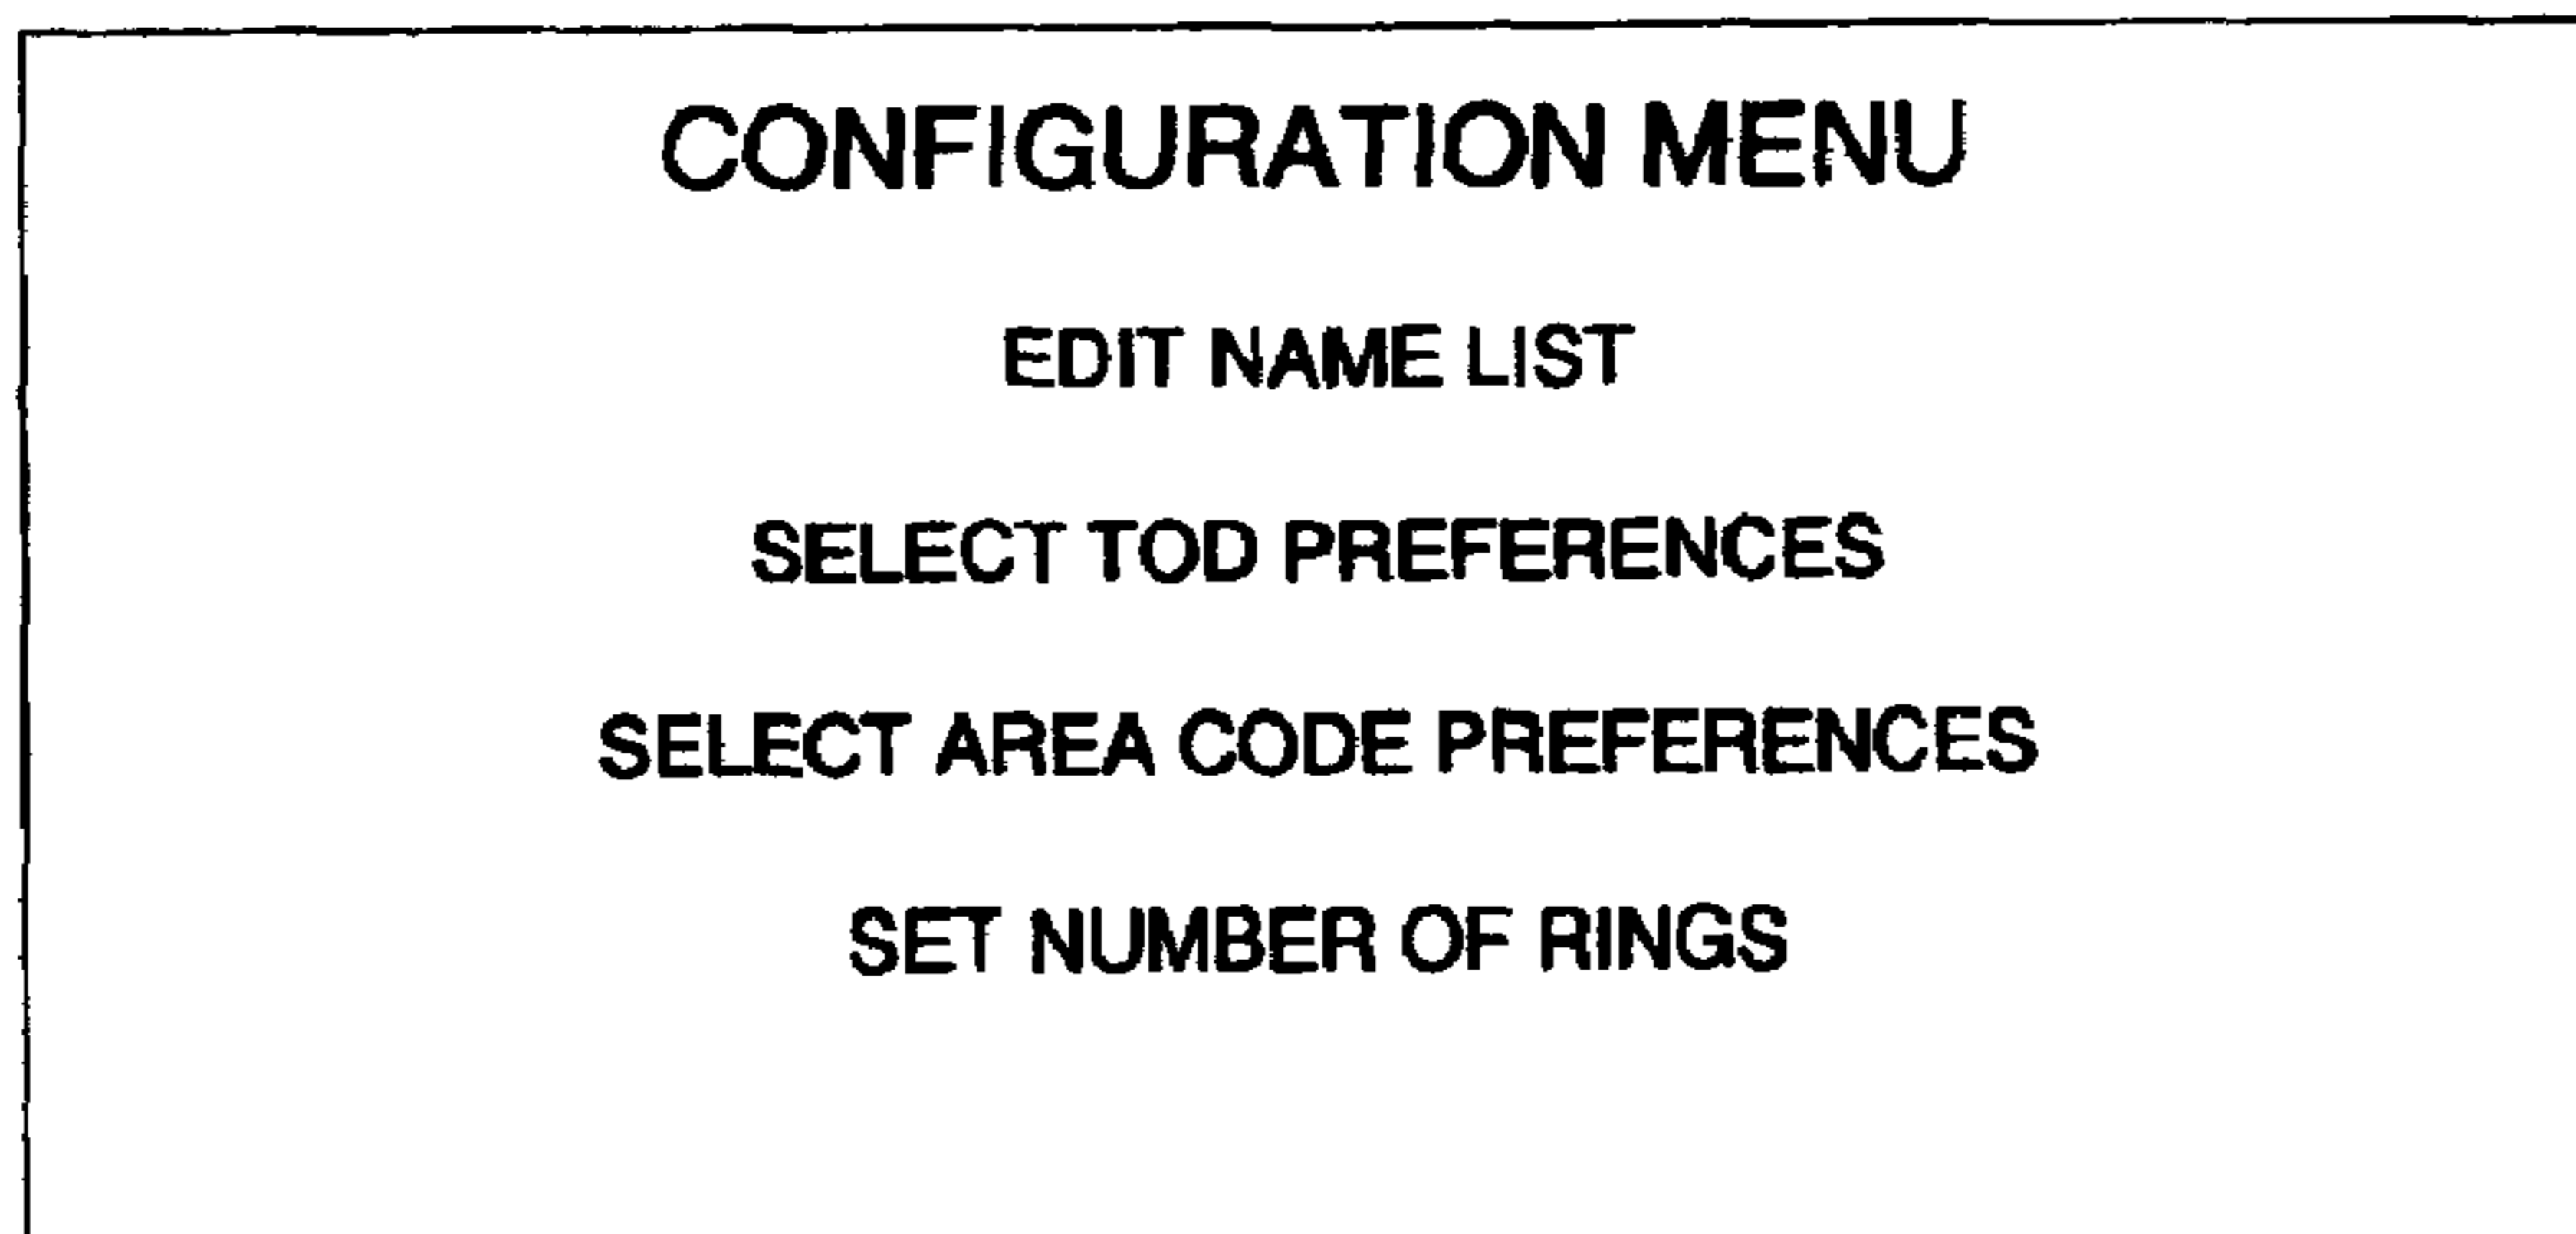 CONFIGURATION MENU
EDIT NAME LIST
SELECT TOD PREFERENCES
SELECT AREA CODE PREFERENCES
SET NUMBER OF RINGS